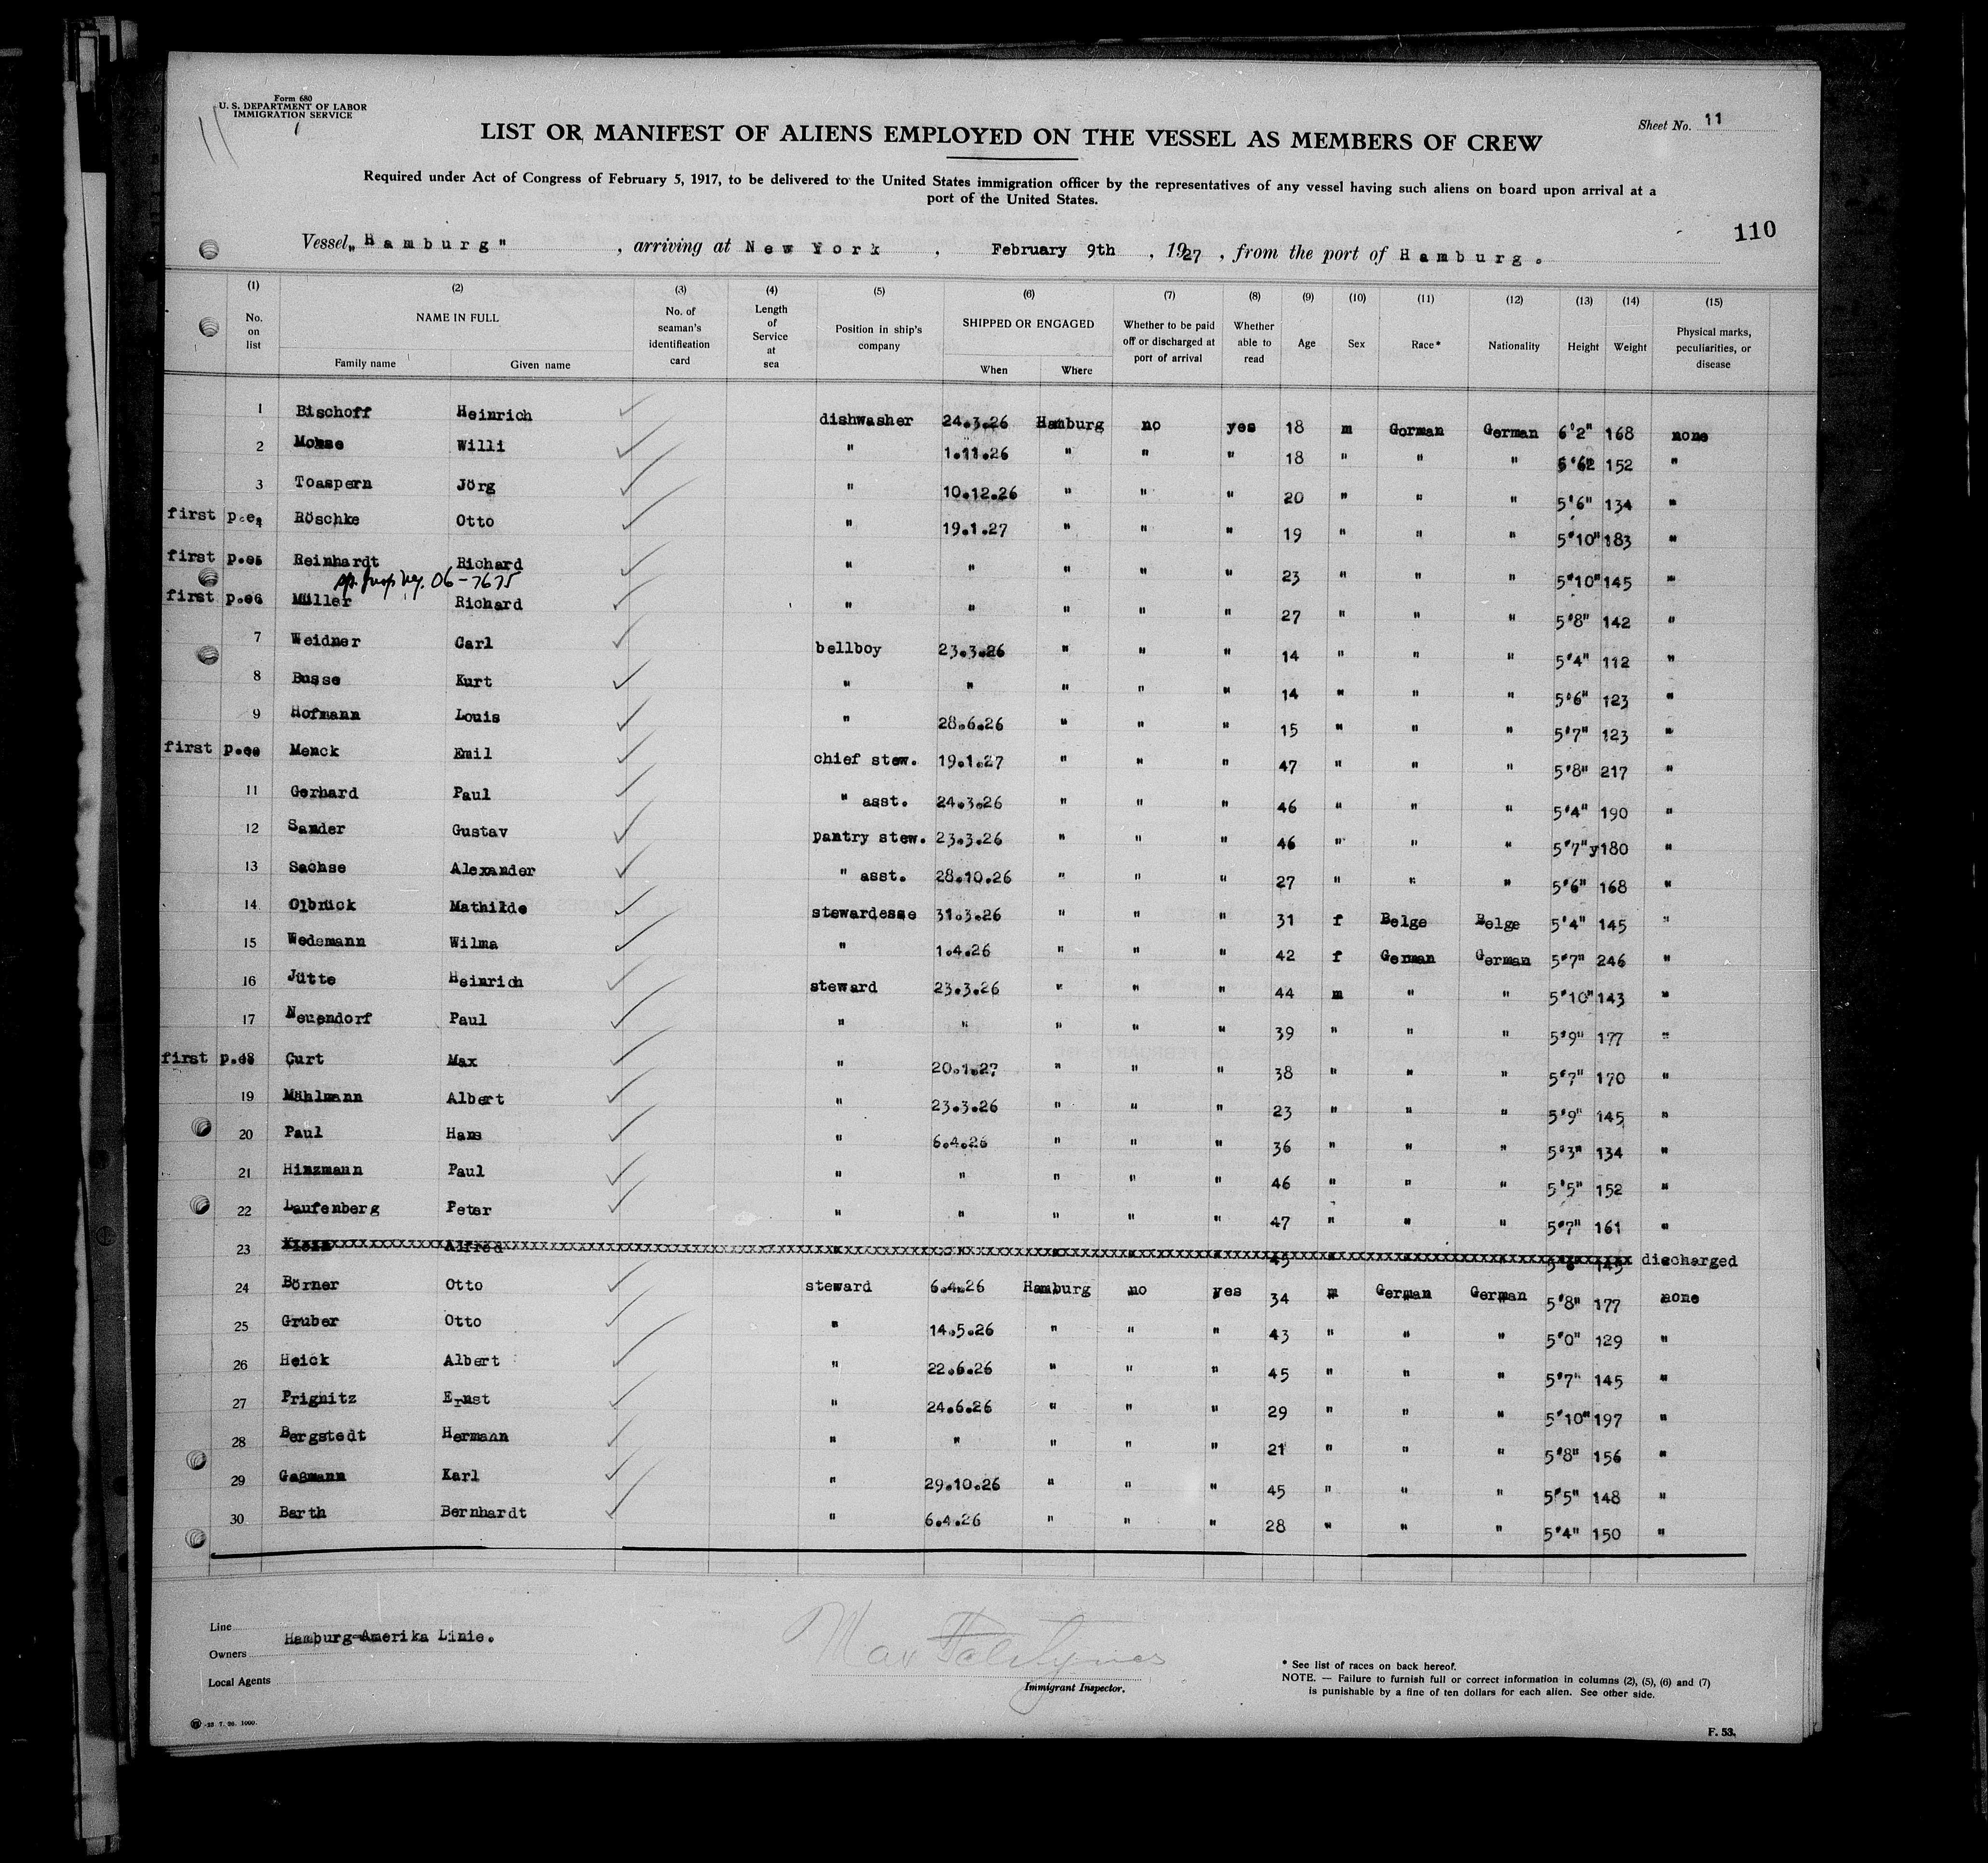 Form 680
U. S. DEPARTMENT OF LABOR
IMMIGRATION SERVICE
Sheet No. 11
LIST OR MANIFEST OF ALIENS EMPLOYED ON THE VESSEL AS MEMBERS OF CREW
Required under Act of Congress of February 5, 1917, to be delivered to the United States immigration officer by the representatives of any vessel having such aliens on board upon arrival at a
port of the United States.
110
Vessel „Hamburg" , arriving at New York , February 9th , 1927 , from the port of Hamburg.
(1) (2) (3) (4) (5) (6) (7) (8) (9) (10) (11) (12) (13) (14) (15)
No. on list NAME IN FULL Family name Given name No. of seaman's identification card Length of Service at sea Position in ship's company SHIPPED OR ENGAGED When Where Whether to be paid off or discharged at port of arrival Whether able to read Age Sex Race* Nationality Height Weight Physical marks, peculiarities, or disease
1 Bischoff Heinrich dishwasher 24.3.26 Hamburg no yes 18 m German German 6'2" 168 none
2 Willi " 1.11.26 " " " 18 " " " 152 "
3 Toaspern Jörg " 10.12.26 " " " 20 " " " 5'6" 134 "
first p.e. Röschke Otto " 19.1.27 " " " 19 " " " 5'10" 183 "
first p.e. 5 Reinhardt Richard " " " " " 23 " " " 5'10" 145 "
06-7675
first p.e. 6 Müller Richard " " " " " 27 " " " 5'8" 142 "
7 Weidner Carl bellboy 23.3.26 " " " 14 " " " 5'4" 112 "
8 Busse Kurt " " " " " 14 " " " 5'6" 123 "
9 Hofmann Louis " 28.6.26 " " " 15 " " " 5'7" 123 "
first p.e. Menck Emil chief stew. 19.1.27 " " " 47 " " " 5'8" 217 "
11 Gerhard Paul " asst. 24.3.26 " " " 46 " " " 5'4" 190 "
12 Sander Gustav pantry stew. 23.3.26 " " " 46 " " " 5'7"y180 "
13 Sachse Alexander " asst. 28.10.26 " " " 27 " " " 5'6" 168 "
14 Olbrück Mathilde stewardesse 31.3.26 " " " 31 f Belge Belge 5'4" 145 "
15 Wedemann Wilma " 1.4.26 " " " 42 f German German 5'7" 246 "
16 Jütte Heinrich steward 23.3.26 " " " 44 m " " 5'10" 143 "
17 Neuendorf Paul " " " " " 39 " " " 5'9" 177 "
first p.e. 18 Curt Max " 20.1.27 " " " 38 " " " 5'7" 170 "
19 Mählmann Albert " 23.3.26 " " " 23 " " " 5'9" 145 "
20 Paul Hans " 6.4.26 " " " 36 " " " 5'3" 134 "
21 Hinzmann Paul " " " " " 46 " " " 5'5" 152 "
22 Laufenberg Peter " " " " " 47 " " " 5'7" 161 "
23 Alfred discharged
24 Börner Otto steward 6.4.26 Hamburg no yes 34 m German German 5'8" 177 none
25 Gruber Otto " 14.5.26 " " " 43 " " " 5'0" 129 "
26 Heick Albert " 22.6.26 " " " 45 " " " 5'7" 145 "
27 Prignitz Ernst " 24.6.26 " " " 29 " " " 5'10" 197 "
28 Bergstedt Hermann " " " " " 21 " " " 5'8" 156 "
29 Gaßmann Karl " 29.10.26 " " " 45 " " " 5'5" 148 "
30 Barth Bernhardt " 6.4.26 " " " 28 " " " 5'4" 150 "
Line
Owners Hamburg-Amerika Linie.
Local Agents
Max
Immigrant Inspector.
* See list of races on back hereof.
NOTE. — Failure to furnish full or correct information in columns (2), (5), (6) and (7)
is punishable by a fine of ten dollars for each alien. See other side.
F. 53.